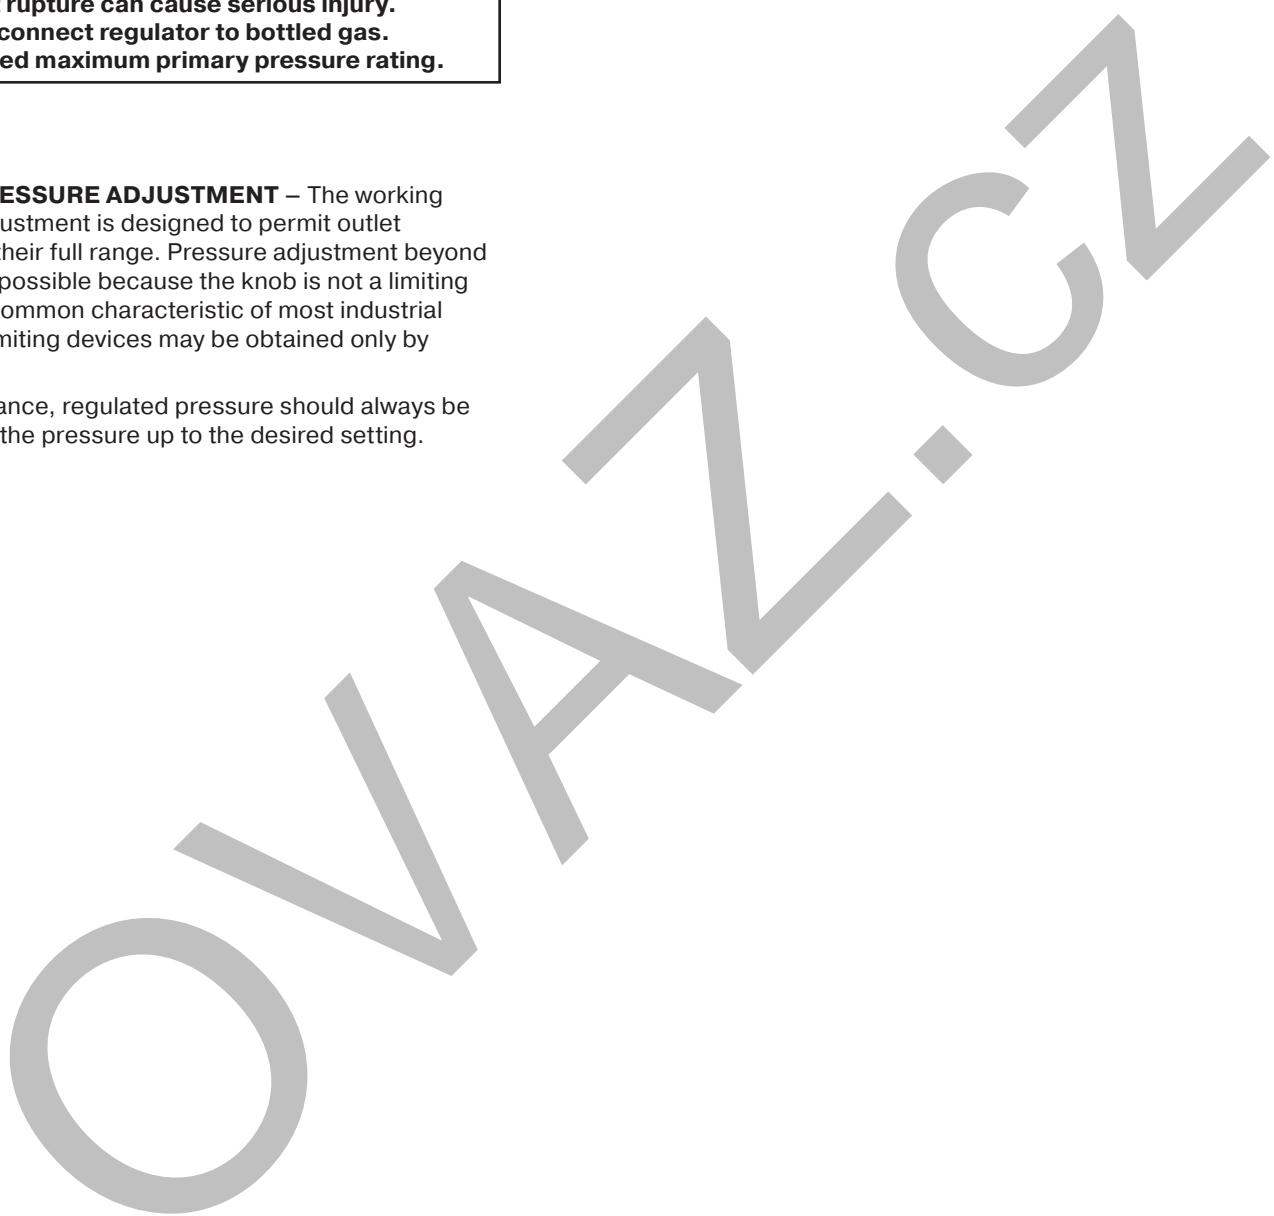 rupture can cause serious injury.
connect regulator to bottled gas.
ed maximum primary pressure rating.
ESSURE ADJUSTMENT – The working
justment is designed to permit outlet
their full range. Pressure adjustment beyond
possible because the knob is not a limiting
ommon characteristic of most industrial
miting devices may be obtained only by
ance, regulated pressure should always be
the pressure up to the desired setting.
OVAZ.cz